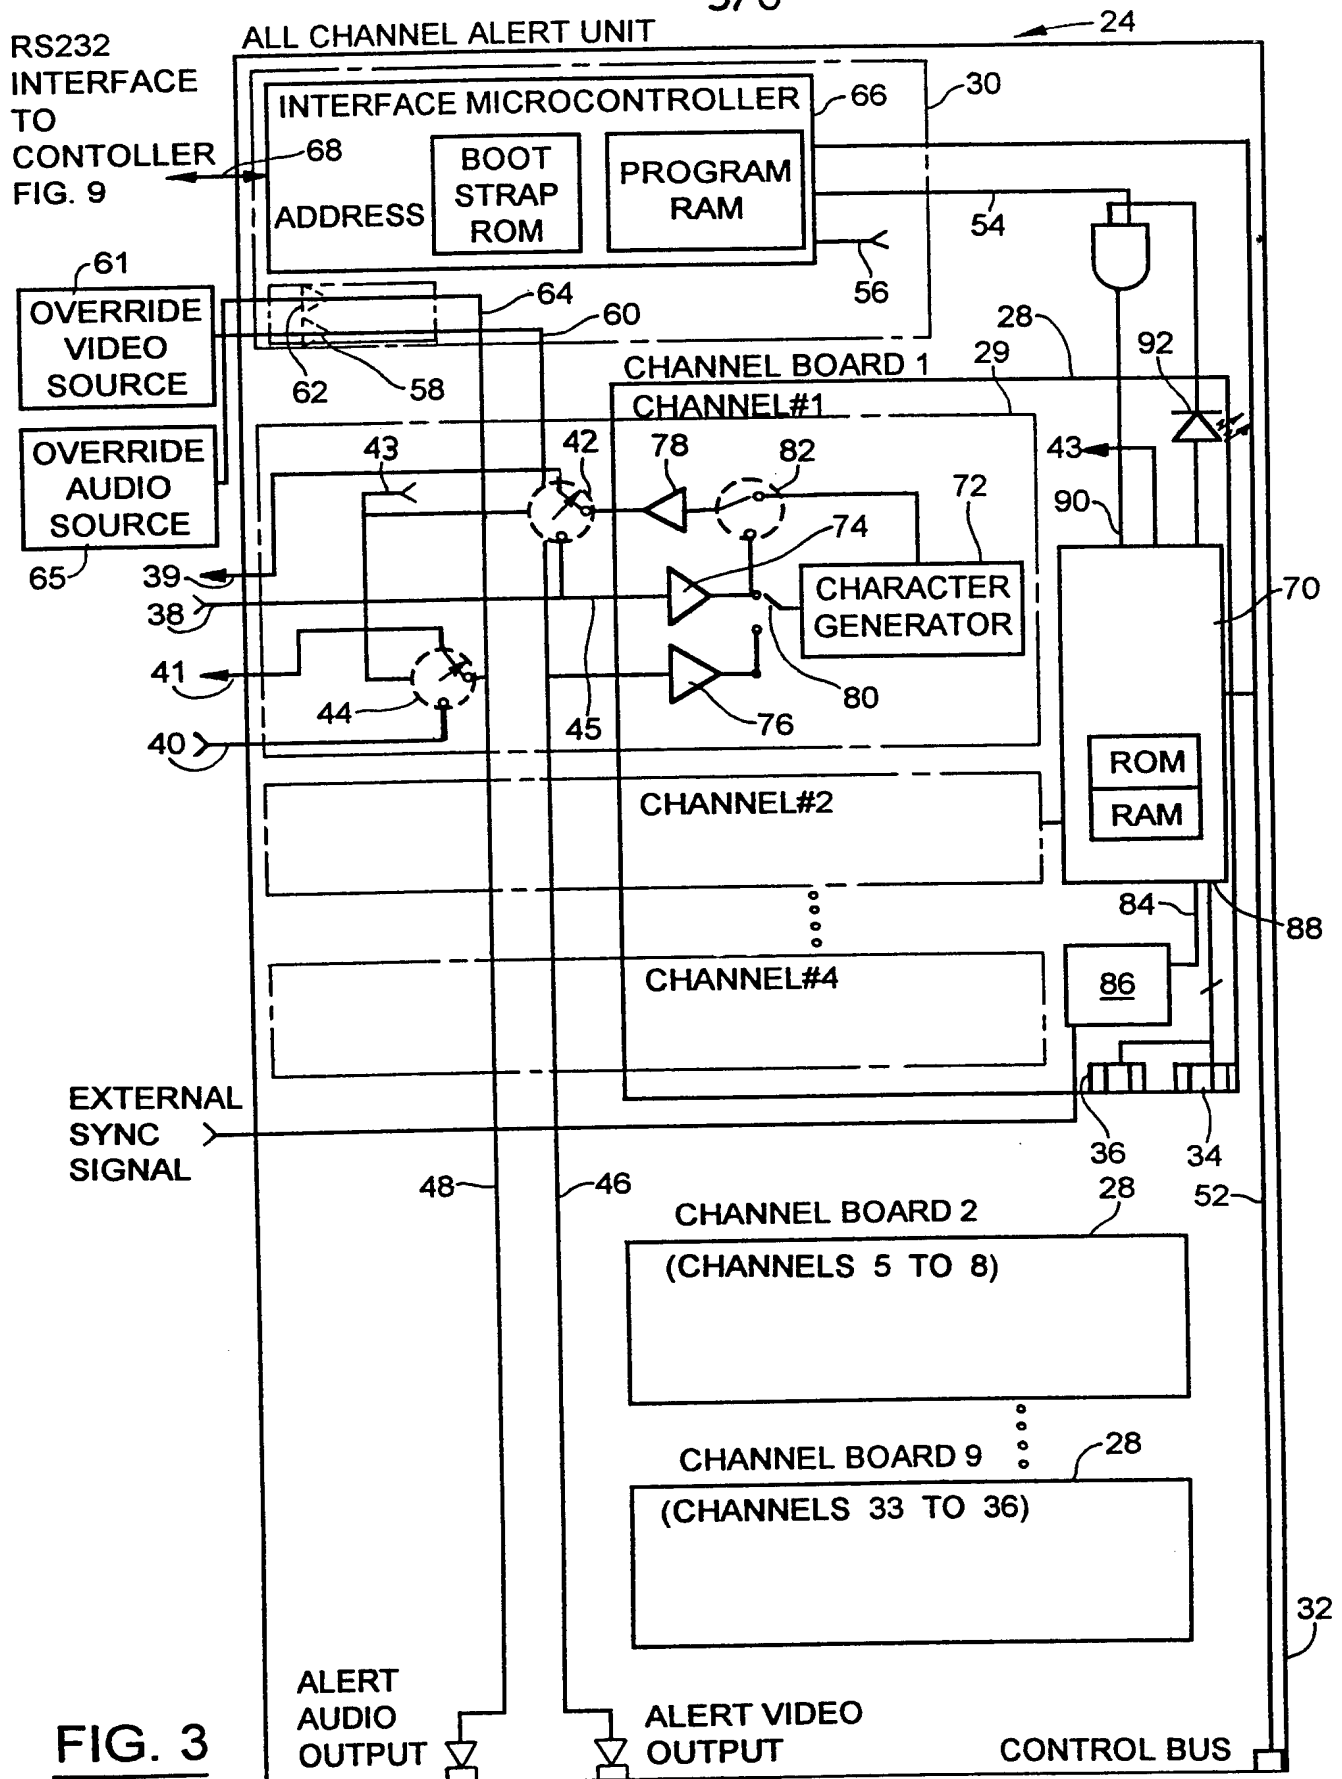 ALL CHANNEL ALERT UNIT
24
RS232
INTERFACE
TO
CONTOLLER
FIG. 9
68
INTERFACE MICROCONTROLLER
66
30
ADDRESS
BOOT
STRAP
ROM
PROGRAM
RAM
54
56
61
OVERRIDE
VIDEO
SOURCE
62
58
64
60
OVERRIDE
AUDIO
SOURCE
65
CHANNEL BOARD 1
28
29
92
CHANNEL#1
43
42
78
82
72
43
90
39
38
74
CHARACTER
GENERATOR
70
41
44
40
45
76
80
ROM
RAM
CHANNEL#2
84
88
CHANNEL#4
86
EXTERNAL
SYNC
SIGNAL
36
34
48
46
52
CHANNEL BOARD 2
28
(CHANNELS 5 TO 8)
CHANNEL BOARD 9
28
(CHANNELS 33 TO 36)
32
ALERT
AUDIO
OUTPUT
ALERT VIDEO
OUTPUT
CONTROL BUS
FIG. 3